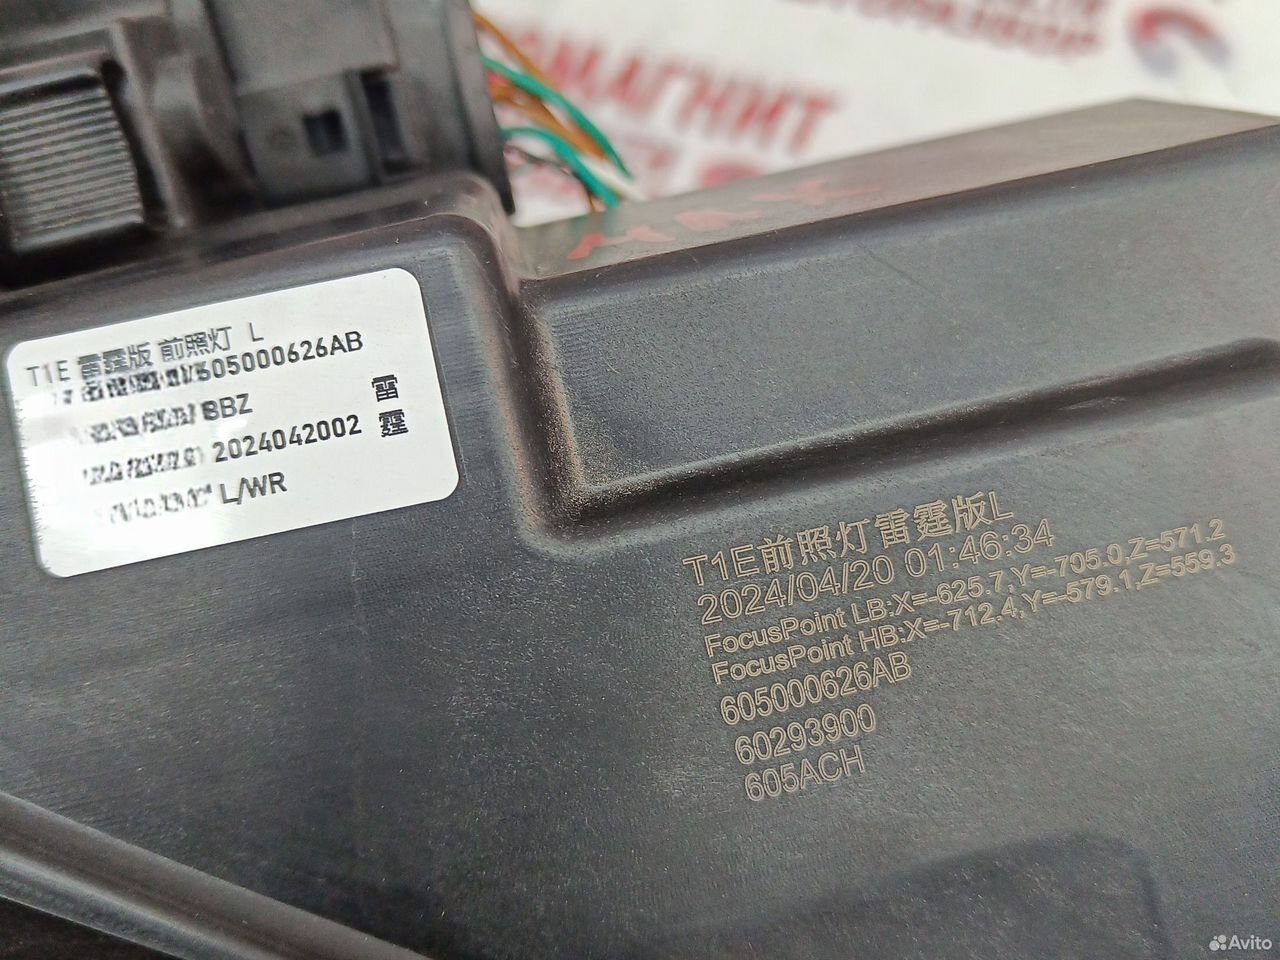 МАГНИТ
T1E 雷霆版 前照灯 L
605000626AB
8BZ
雷
霆
2024042002
L/WR
T1E前照灯雷霆版L
2024/04/20 01:46:34
FocusPoint LB:X=-625.7,Y=-705.0,Z=571.2
FocusPoint HB:X=-712.4,Y=-579.1,Z=559.3
605000626AB
60293900
605ACH
Avito